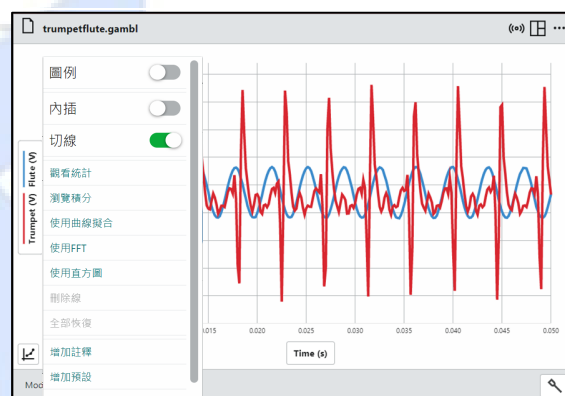 trumpetflute.gambl
圖例
內插
切線
觀看統計
瀏覽積分
使用曲線擬合
使用FFT
使用直方圖
刪除線
全部恢復
增加註釋
增加預設
Trumpet (V) Flute (V)
0.015 0.020 0.025 0.030 0.035 0.040 0.045 0.050
Time (s)
Mod